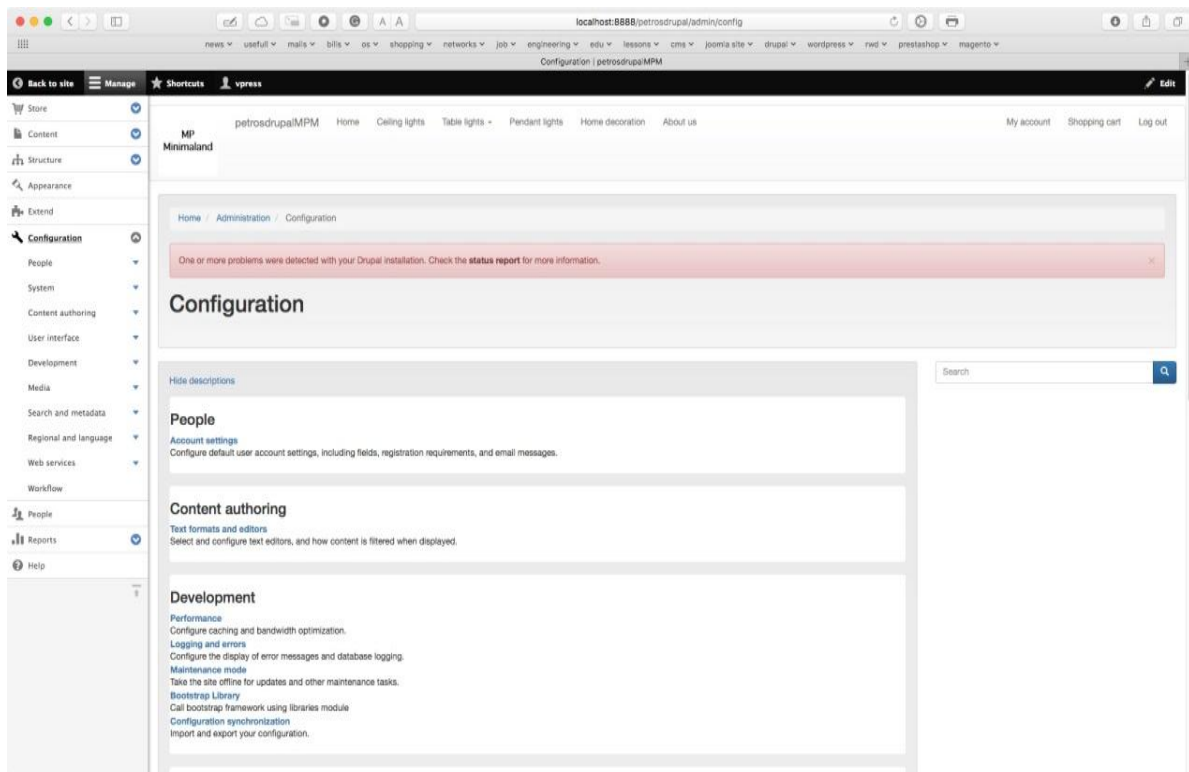 localhost:8888/petrosdrupal/admin/config
A A
news usefull mails bills os shopping networks job engineering edu lessons cms joomla site drupal wordpress rwd prestashop magento
Configuration | petrosdrupalMPM
Back to site Manage Shortcuts vpress Edit
Store
Content
Structure
Appearance
Extend
Configuration
People
System
Content authoring
User interface
Development
Media
Search and metadata
Regional and language
Web services
Workflow
People
Reports
Help
MP
Minimaland
petrosdrupalMPM Home Ceiling lights Table lights Pendant lights Home decoration About us My account Shopping cart Log out
Home / Administration / Configuration
One or more problems were detected with your Drupal installation. Check the status report for more information. ×
Configuration
Hide descriptions
Search
People
Account settings
Configure default user account settings, including fields, registration requirements, and email messages.
Content authoring
Text formats and editors
Select and configure text editors, and how content is filtered when displayed.
Development
Performance
Configure caching and bandwidth optimization.
Logging and errors
Configure the display of error messages and database logging.
Maintenance mode
Take the site offline for updates and other maintenance tasks.
Bootstrap Library
Call bootstrap framework using libraries module
Configuration synchronization
Import and export your configuration.